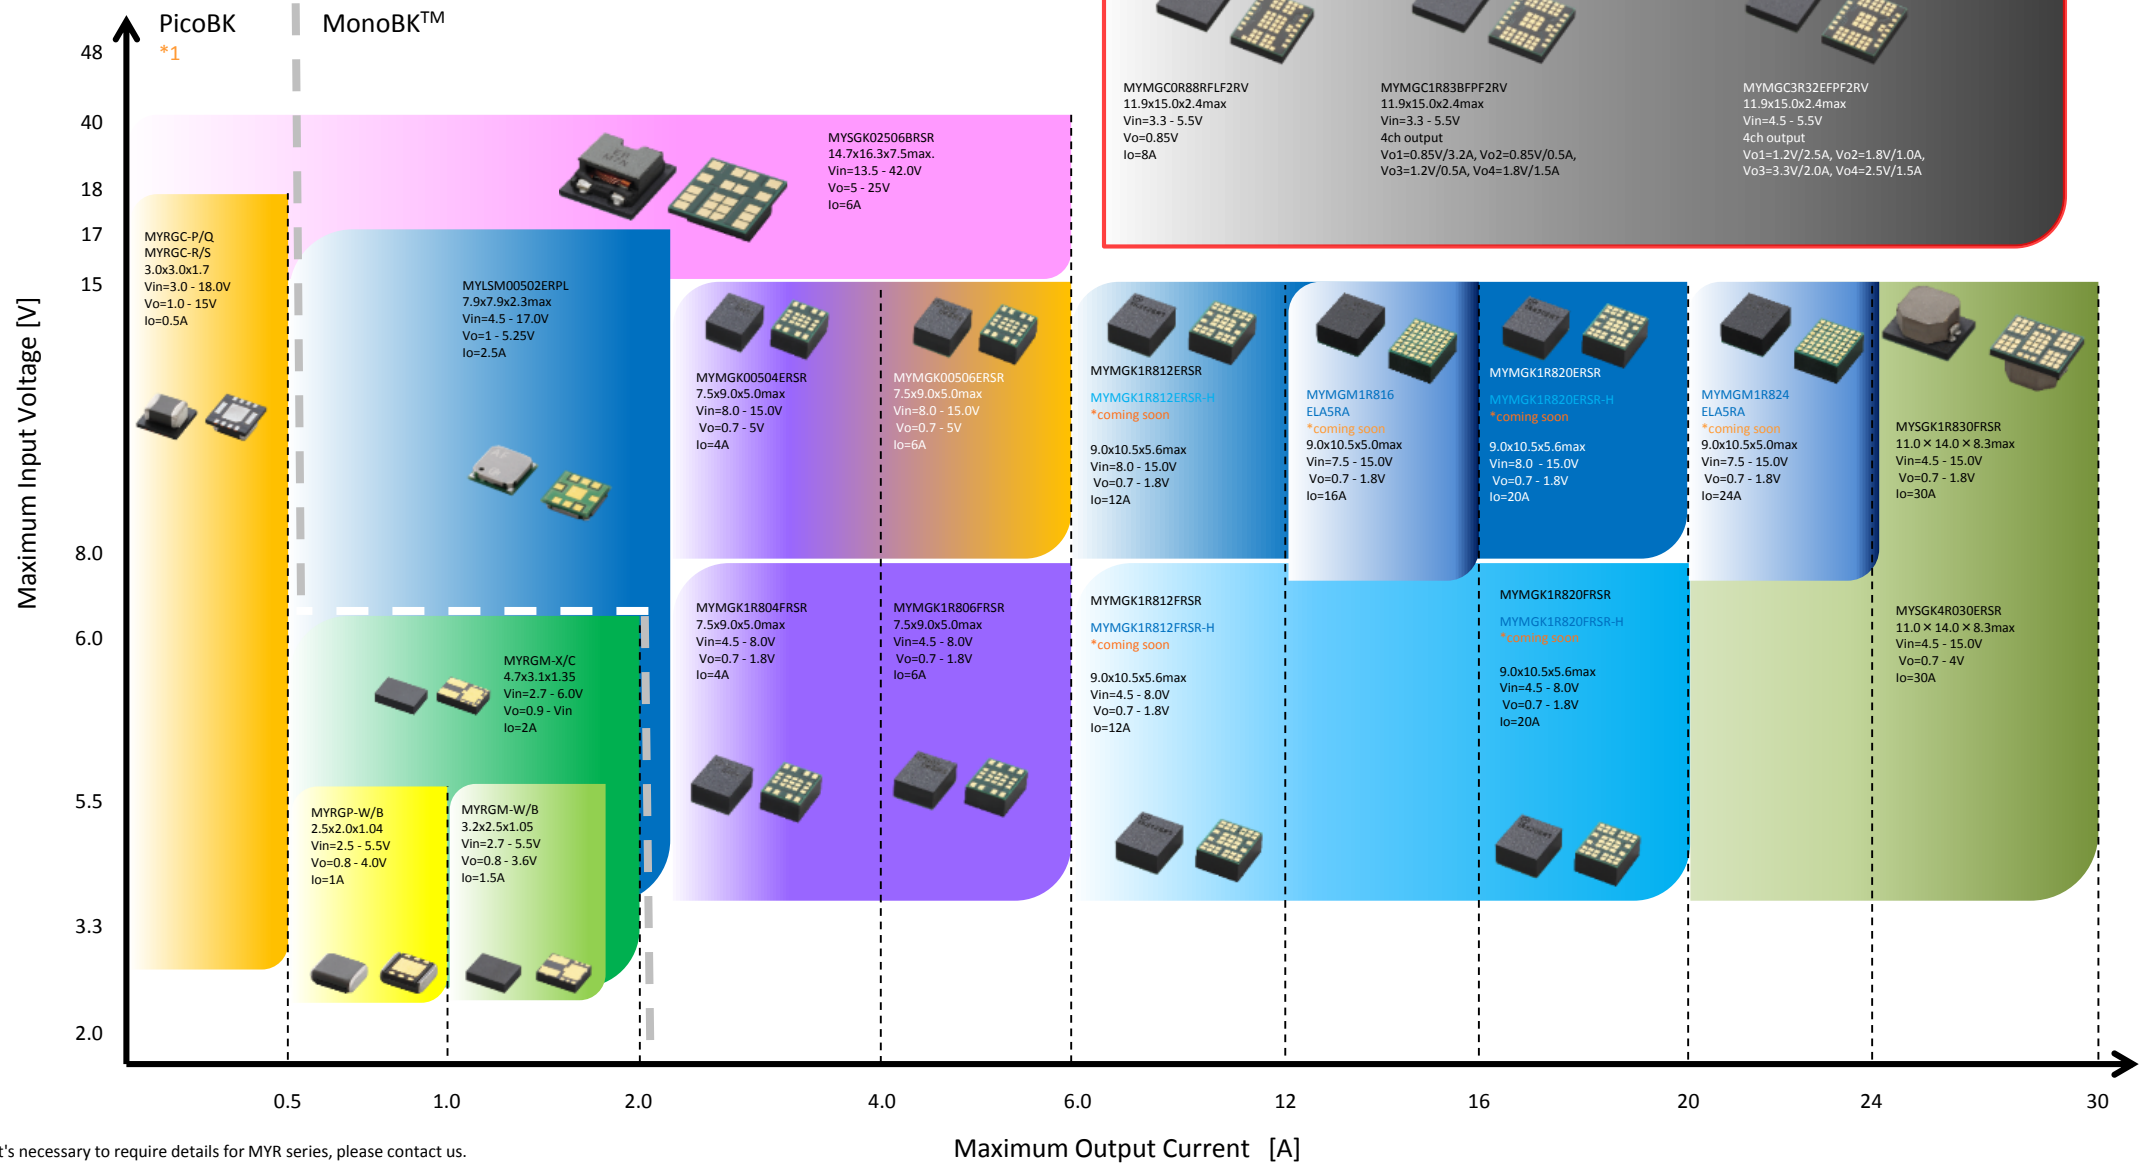 PicoBK
*1
MonoBK™
Maximum Input Voltage [V]
48
40
18
17
15
8.0
6.0
5.5
3.3
2.0
MYMGC0R88RFLF2RV
11.9x15.0x2.4max
Vin=3.3 - 5.5V
Vo=0.85V
Io=8A
MYMGC1R83BFPF2RV
11.9x15.0x2.4max
Vin=3.3 - 5.5V
4ch output
Vo1=0.85V/3.2A, Vo2=0.85V/0.5A,
Vo3=1.2V/0.5A, Vo4=1.8V/1.5A
MYMGC3R32EFPF2RV
11.9x15.0x2.4max
Vin=4.5 - 5.5V
4ch output
Vo1=1.2V/2.5A, Vo2=1.8V/1.0A,
Vo3=3.3V/2.0A, Vo4=2.5V/1.5A
MYSGK02506BRSR
14.7x16.3x7.5max.
Vin=13.5 - 42.0V
Vo=5 - 25V
Io=6A
MYRGC-P/Q
MYRGC-R/S
3.0x3.0x1.7
Vin=3.0 - 18.0V
Vo=1.0 - 15V
Io=0.5A
MYLSM00502ERPL
7.9x7.9x2.3max
Vin=4.5 - 17.0V
Vo=1 - 5.25V
Io=2.5A
MYMGK00504ERSR
7.5x9.0x5.0max
Vin=8.0 - 15.0V
Vo=0.7 - 5V
Io=4A
MYMGK00506ERSR
7.5x9.0x5.0max
Vin=8.0 - 15.0V
Vo=0.7 - 5V
Io=6A
MYMGK1R812ERSR
MYMGK1R812ERSR-H
*coming soon
9.0x10.5x5.6max
Vin=8.0 - 15.0V
Vo=0.7 - 1.8V
Io=12A
MYMGM1R816
ELA5RA
*coming soon
9.0x10.5x5.0max
Vin=7.5 - 15.0V
Vo=0.7 - 1.8V
Io=16A
MYMGK1R820ERSR
MYMGK1R820ERSR-H
*coming soon
9.0x10.5x5.6max
Vin=8.0 - 15.0V
Vo=0.7 - 1.8V
Io=20A
MYMGM1R824
ELA5RA
*coming soon
9.0x10.5x5.0max
Vin=7.5 - 15.0V
Vo=0.7 - 1.8V
Io=24A
MYSGK1R830FRSR
11.0×14.0×8.3max
Vin=4.5 - 15.0V
Vo=0.7 - 1.8V
Io=30A
MYMGK1R804FRSR
7.5x9.0x5.0max
Vin=4.5 - 8.0V
Vo=0.7 - 1.8V
Io=4A
MYMGK1R806FRSR
7.5x9.0x5.0max
Vin=4.5 - 8.0V
Vo=0.7 - 1.8V
Io=6A
MYMGK1R812FRSR
MYMGK1R812FRSR-H
*coming soon
9.0x10.5x5.6max
Vin=4.5 - 8.0V
Vo=0.7 - 1.8V
Io=12A
MYMGK1R820FRSR
MYMGK1R820FRSR-H
*coming soon
9.0x10.5x5.6max
Vin=4.5 - 8.0V
Vo=0.7 - 1.8V
Io=20A
MYSGK4R030ERSR
11.0×14.0×8.3max
Vin=4.5 - 15.0V
Vo=0.7 - 4V
Io=30A
MYRGM-X/C
4.7x3.1x1.35
Vin=2.7 - 6.0V
Vo=0.9 - Vin
Io=2A
MYRGP-W/B
2.5x2.0x1.04
Vin=2.5 - 5.5V
Vo=0.8 - 4.0V
Io=1A
MYRGM-W/B
3.2x2.5x1.05
Vin=2.7 - 5.5V
Vo=0.8 - 3.6V
Io=1.5A
0.5 1.0 2.0 4.0 6.0 12 16 20 24 30
Maximum Output Current [A]
t's necessary to require details for MYR series, please contact us.